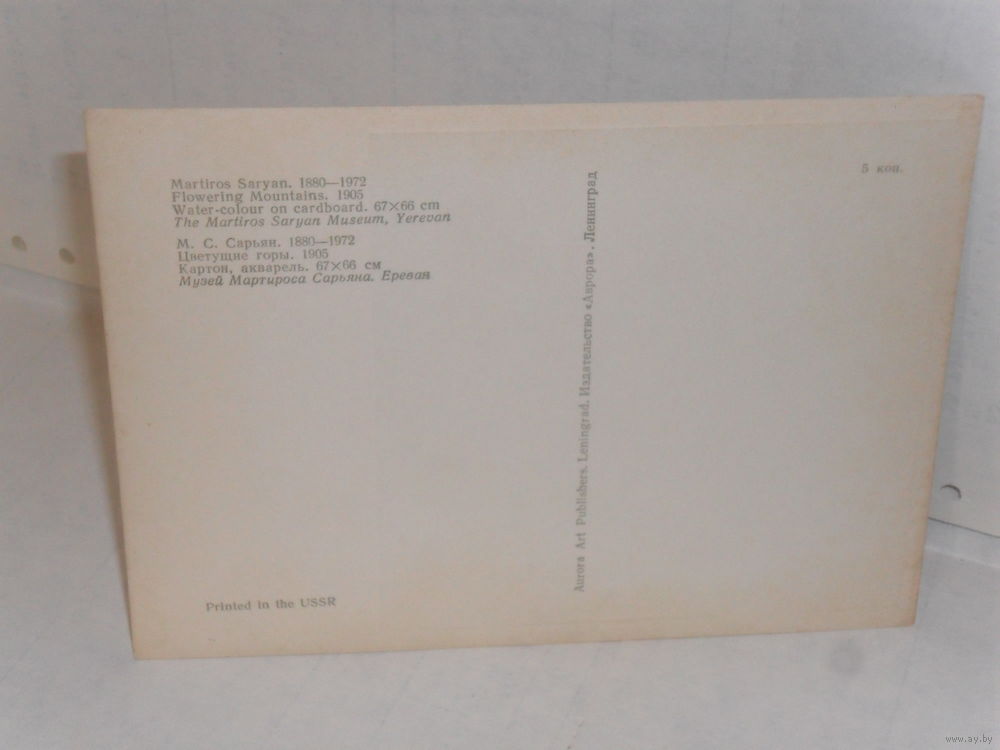 Martiros Saryan. 1880—1972
Flowering Mountains. 1905
Water-colour on cardboard. 67×66 cm
The Martiros Saryan Museum, Yerevan
М. С. Сарьян. 1880—1972
Цветущие горы. 1905
Картон, акварель. 67×66 см
Музей Мартироса Сарьяна. Ереван
Printed in the USSR
Aurora Art Publishers. Leningrad. Издательство «Аврора». Ленинград
5 коп.
www.ay.by